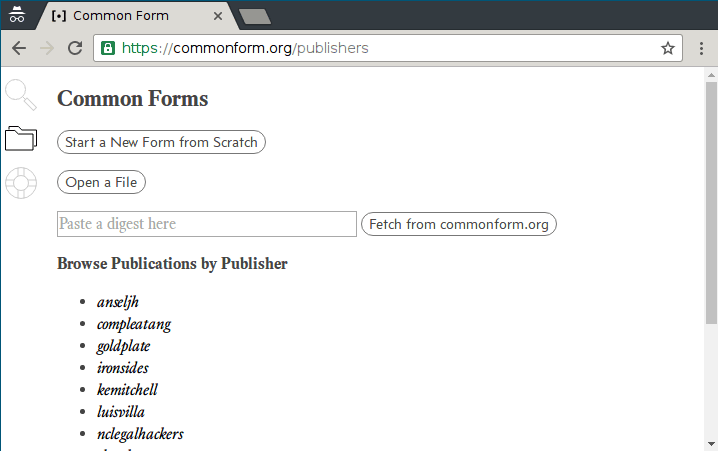 [•] Common Form
https://commonform.org/publishers
Common Forms
Start a New Form from Scratch
Open a File
Paste a digest here
Fetch from commonform.org
Browse Publications by Publisher
anseljh
compleatang
goldplate
ironsides
kemitchell
luisvilla
nclegalhackers